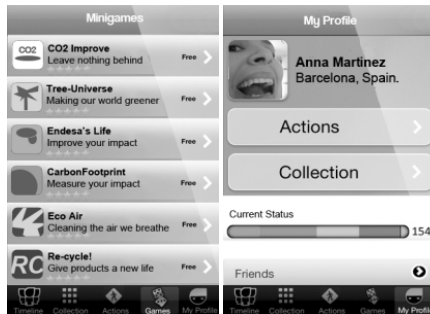 Minigames
CO2
CO2 Improve
Leave nothing behind
Free
Tree-Universe
Making our world greener
Free
Endesa's Life
Improve your impact
Free
CarbonFootprint
Measure your impact
Free
Eco Air
Cleaning the air we breathe
Free
RC
Re-cycle!
Give products a new life
Free
Timeline
Collection
Actions
Games
My Profile
My Profile
Anna Martinez
Barcelona, Spain.
Actions
Collection
Current Status
154
Friends
Timeline
Collection
Actions
Games
My Profile